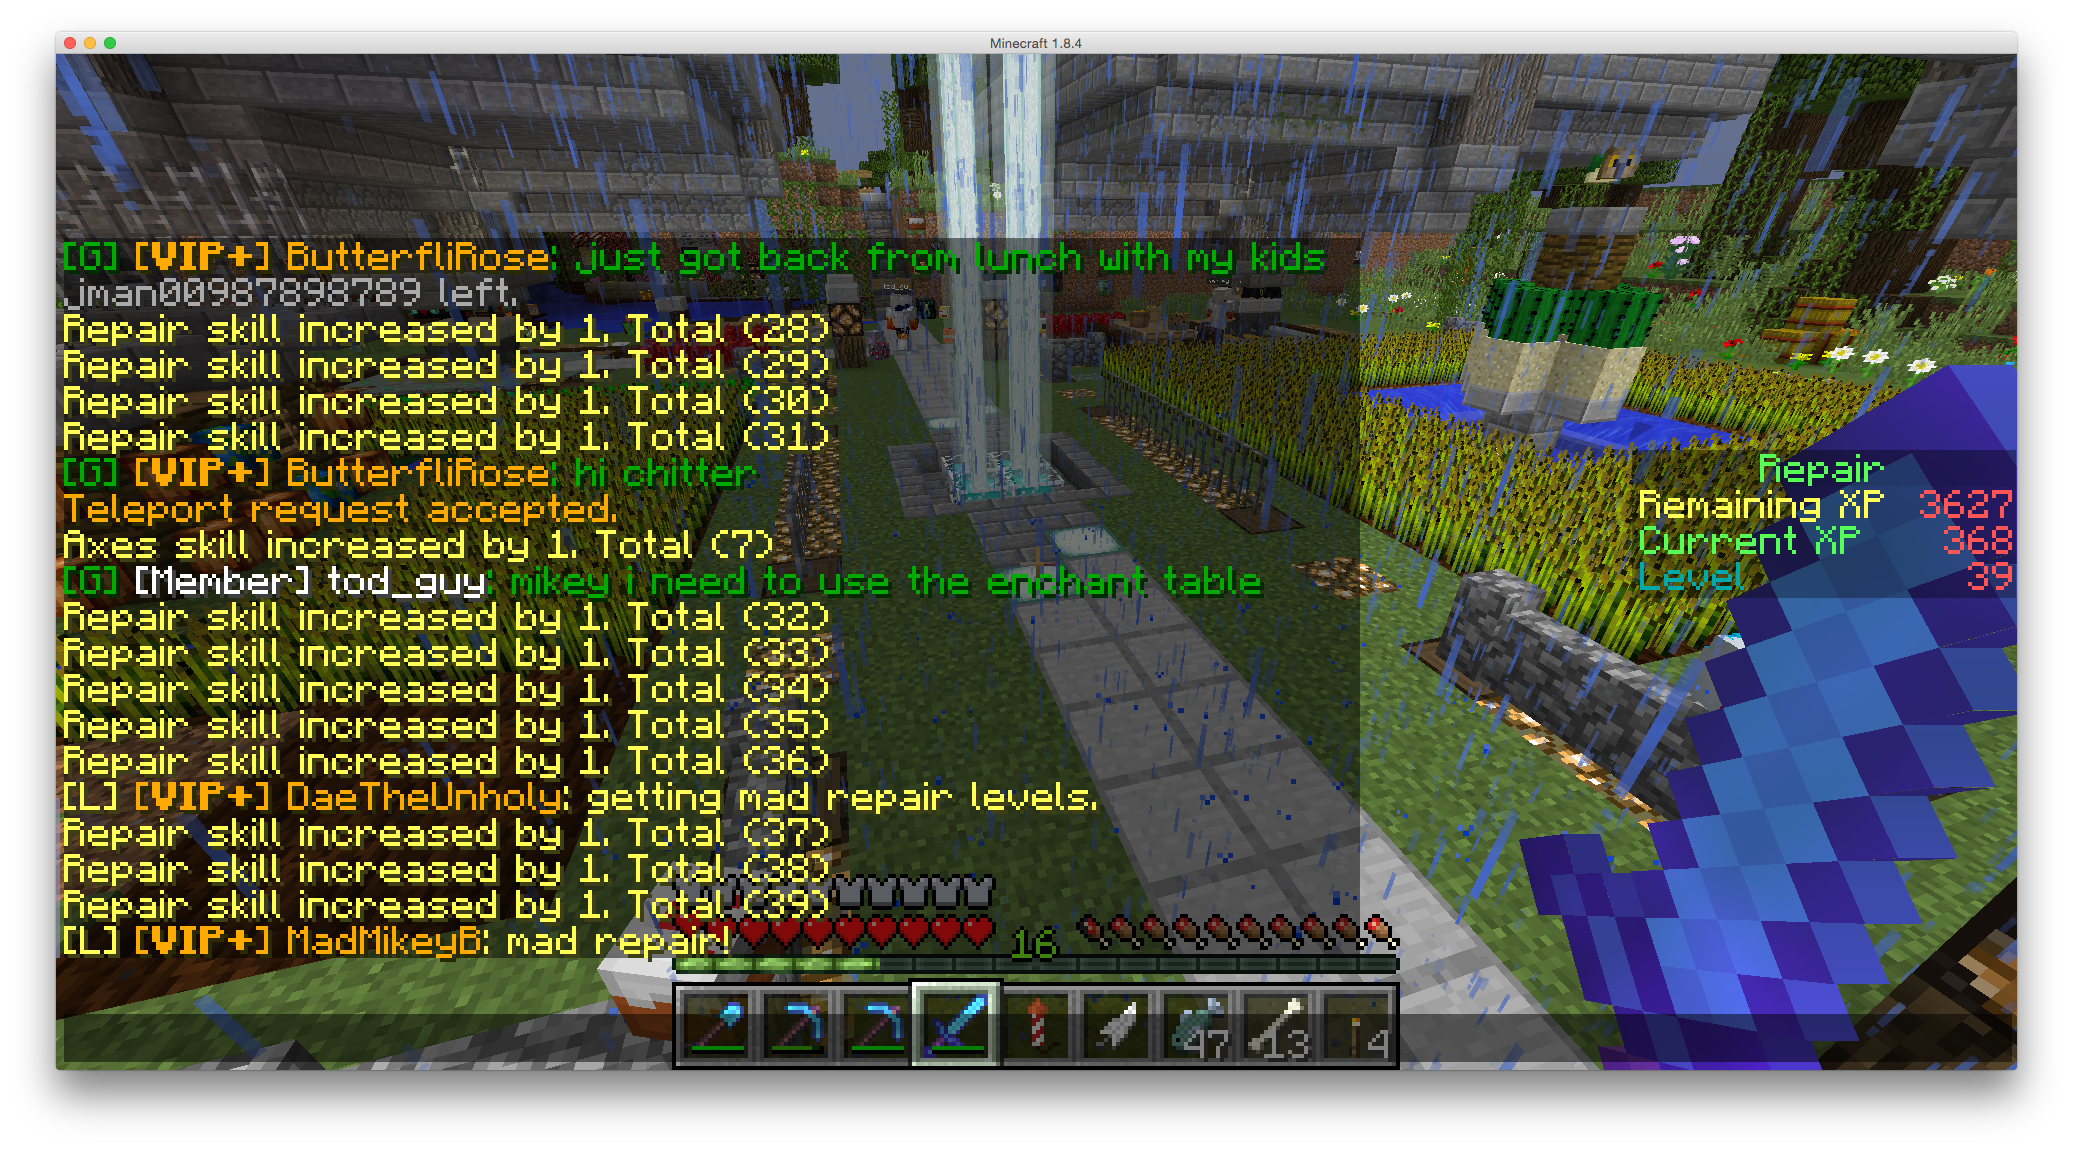 Minecraft 1.8.4
[G] [VIP+] ButterfliRose: just got back from lunch with my kids
jman00987898789 left.
Repair skill increased by 1. Total (28)
Repair skill increased by 1. Total (29)
Repair skill increased by 1. Total (30)
Repair skill increased by 1. Total (31)
[G] [VIP+] ButterfliRose: hi chitter
Teleport request accepted.
Axes skill increased by 1. Total (7)
[G] [Member] tod_guy: mikey i need to use the enchant table
Repair skill increased by 1. Total (32)
Repair skill increased by 1. Total (33)
Repair skill increased by 1. Total (34)
Repair skill increased by 1. Total (35)
Repair skill increased by 1. Total (36)
[L] [VIP+] DaeTheUnholy: getting mad repair levels.
Repair skill increased by 1. Total (37)
Repair skill increased by 1. Total (38)
Repair skill increased by 1. Total (39)
[L] [VIP+] MadMikeyB: mad repair!
Repair
Remaining XP 3627
Current XP 368
Level 39
16
47 13 4